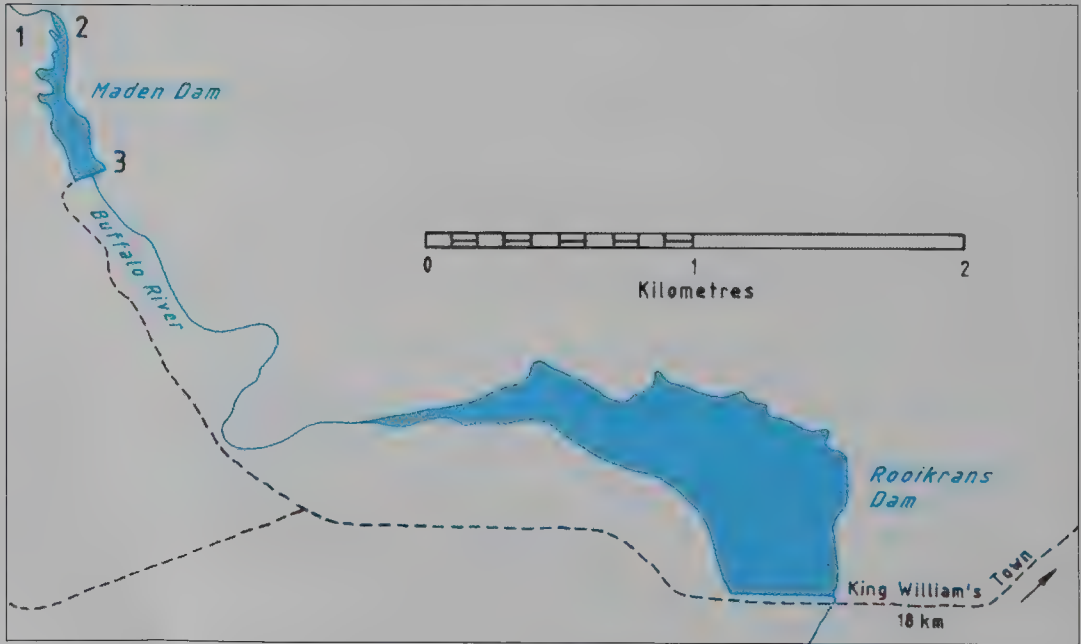 1
2
Maden Dam
3
Buffalo River
0
1
2
Kilometres
Rooikrans
Dam
King William's Town
18 km